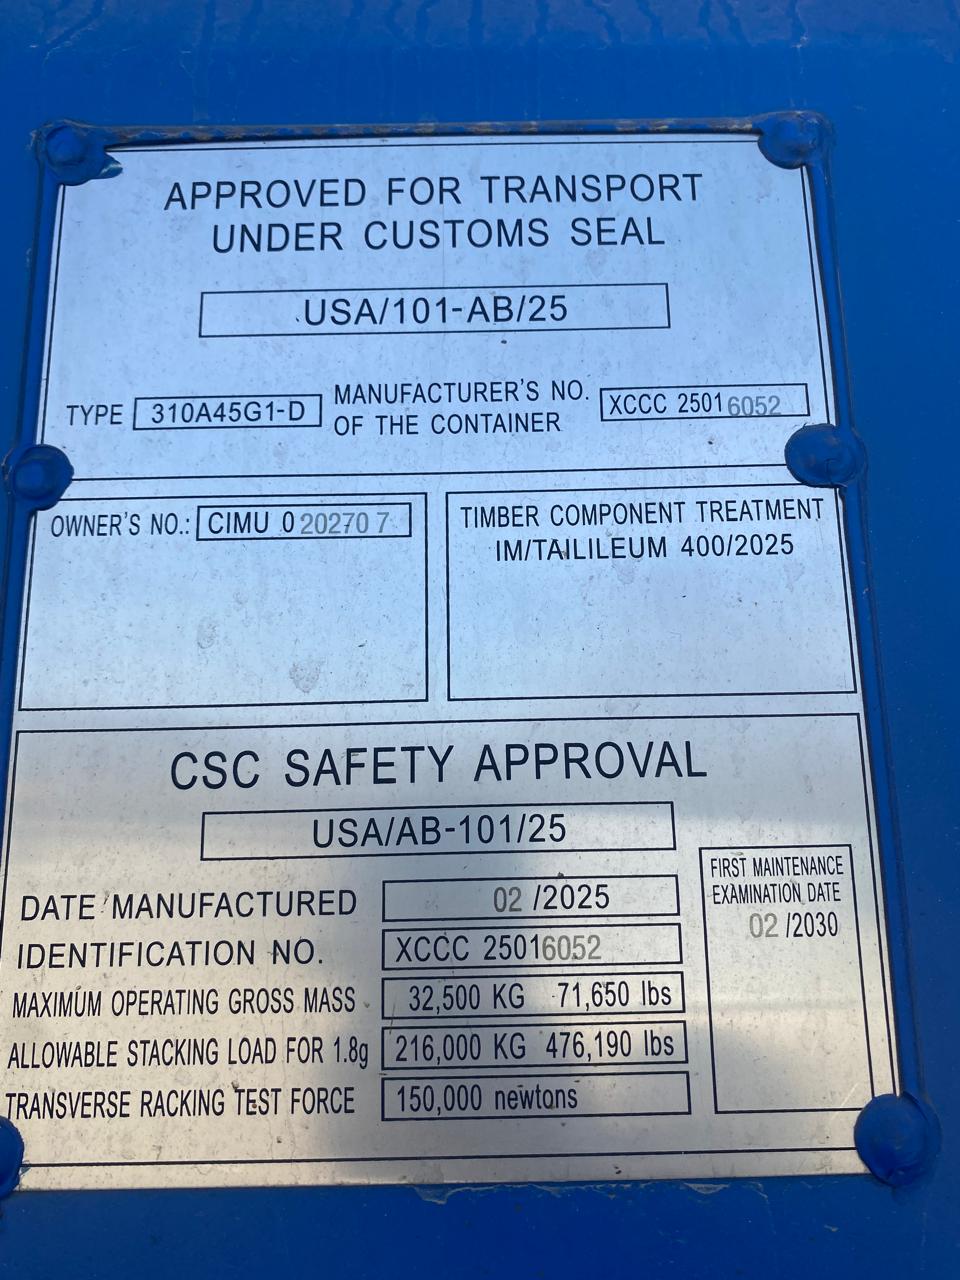 APPROVED FOR TRANSPORT
UNDER CUSTOMS SEAL
USA/101-AB/25
TYPE 310A45G1-D
MANUFACTURER'S NO.
OF THE CONTAINER
XCCC 25016052
OWNER'S NO.: CIMU 020270 7
TIMBER COMPONENT TREATMENT
IM/TAILILEUM 400/2025
CSC SAFETY APPROVAL
USA/AB-101/25
DATE MANUFACTURED 02 /2025
IDENTIFICATION NO. XCCC 25016052
MAXIMUM OPERATING GROSS MASS 32,500 KG 71,650 lbs
ALLOWABLE STACKING LOAD FOR 1.8g 216,000 KG 476,190 lbs
TRANSVERSE RACKING TEST FORCE 150,000 newtons
FIRST MAINTENANCE
EXAMINATION DATE
02 /2030